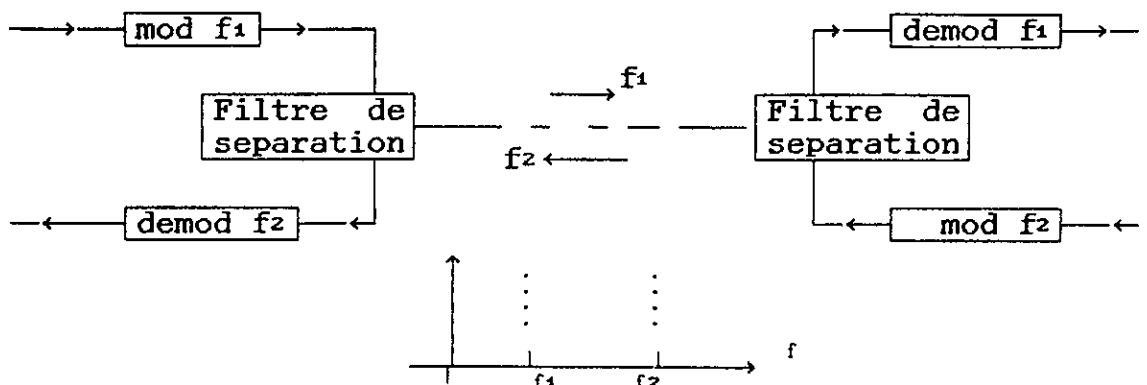 mod f1
demod f1
f1
Filtre de
separation
Filtre de
separation
f2
demod f2
mod f2
f
f1
f2